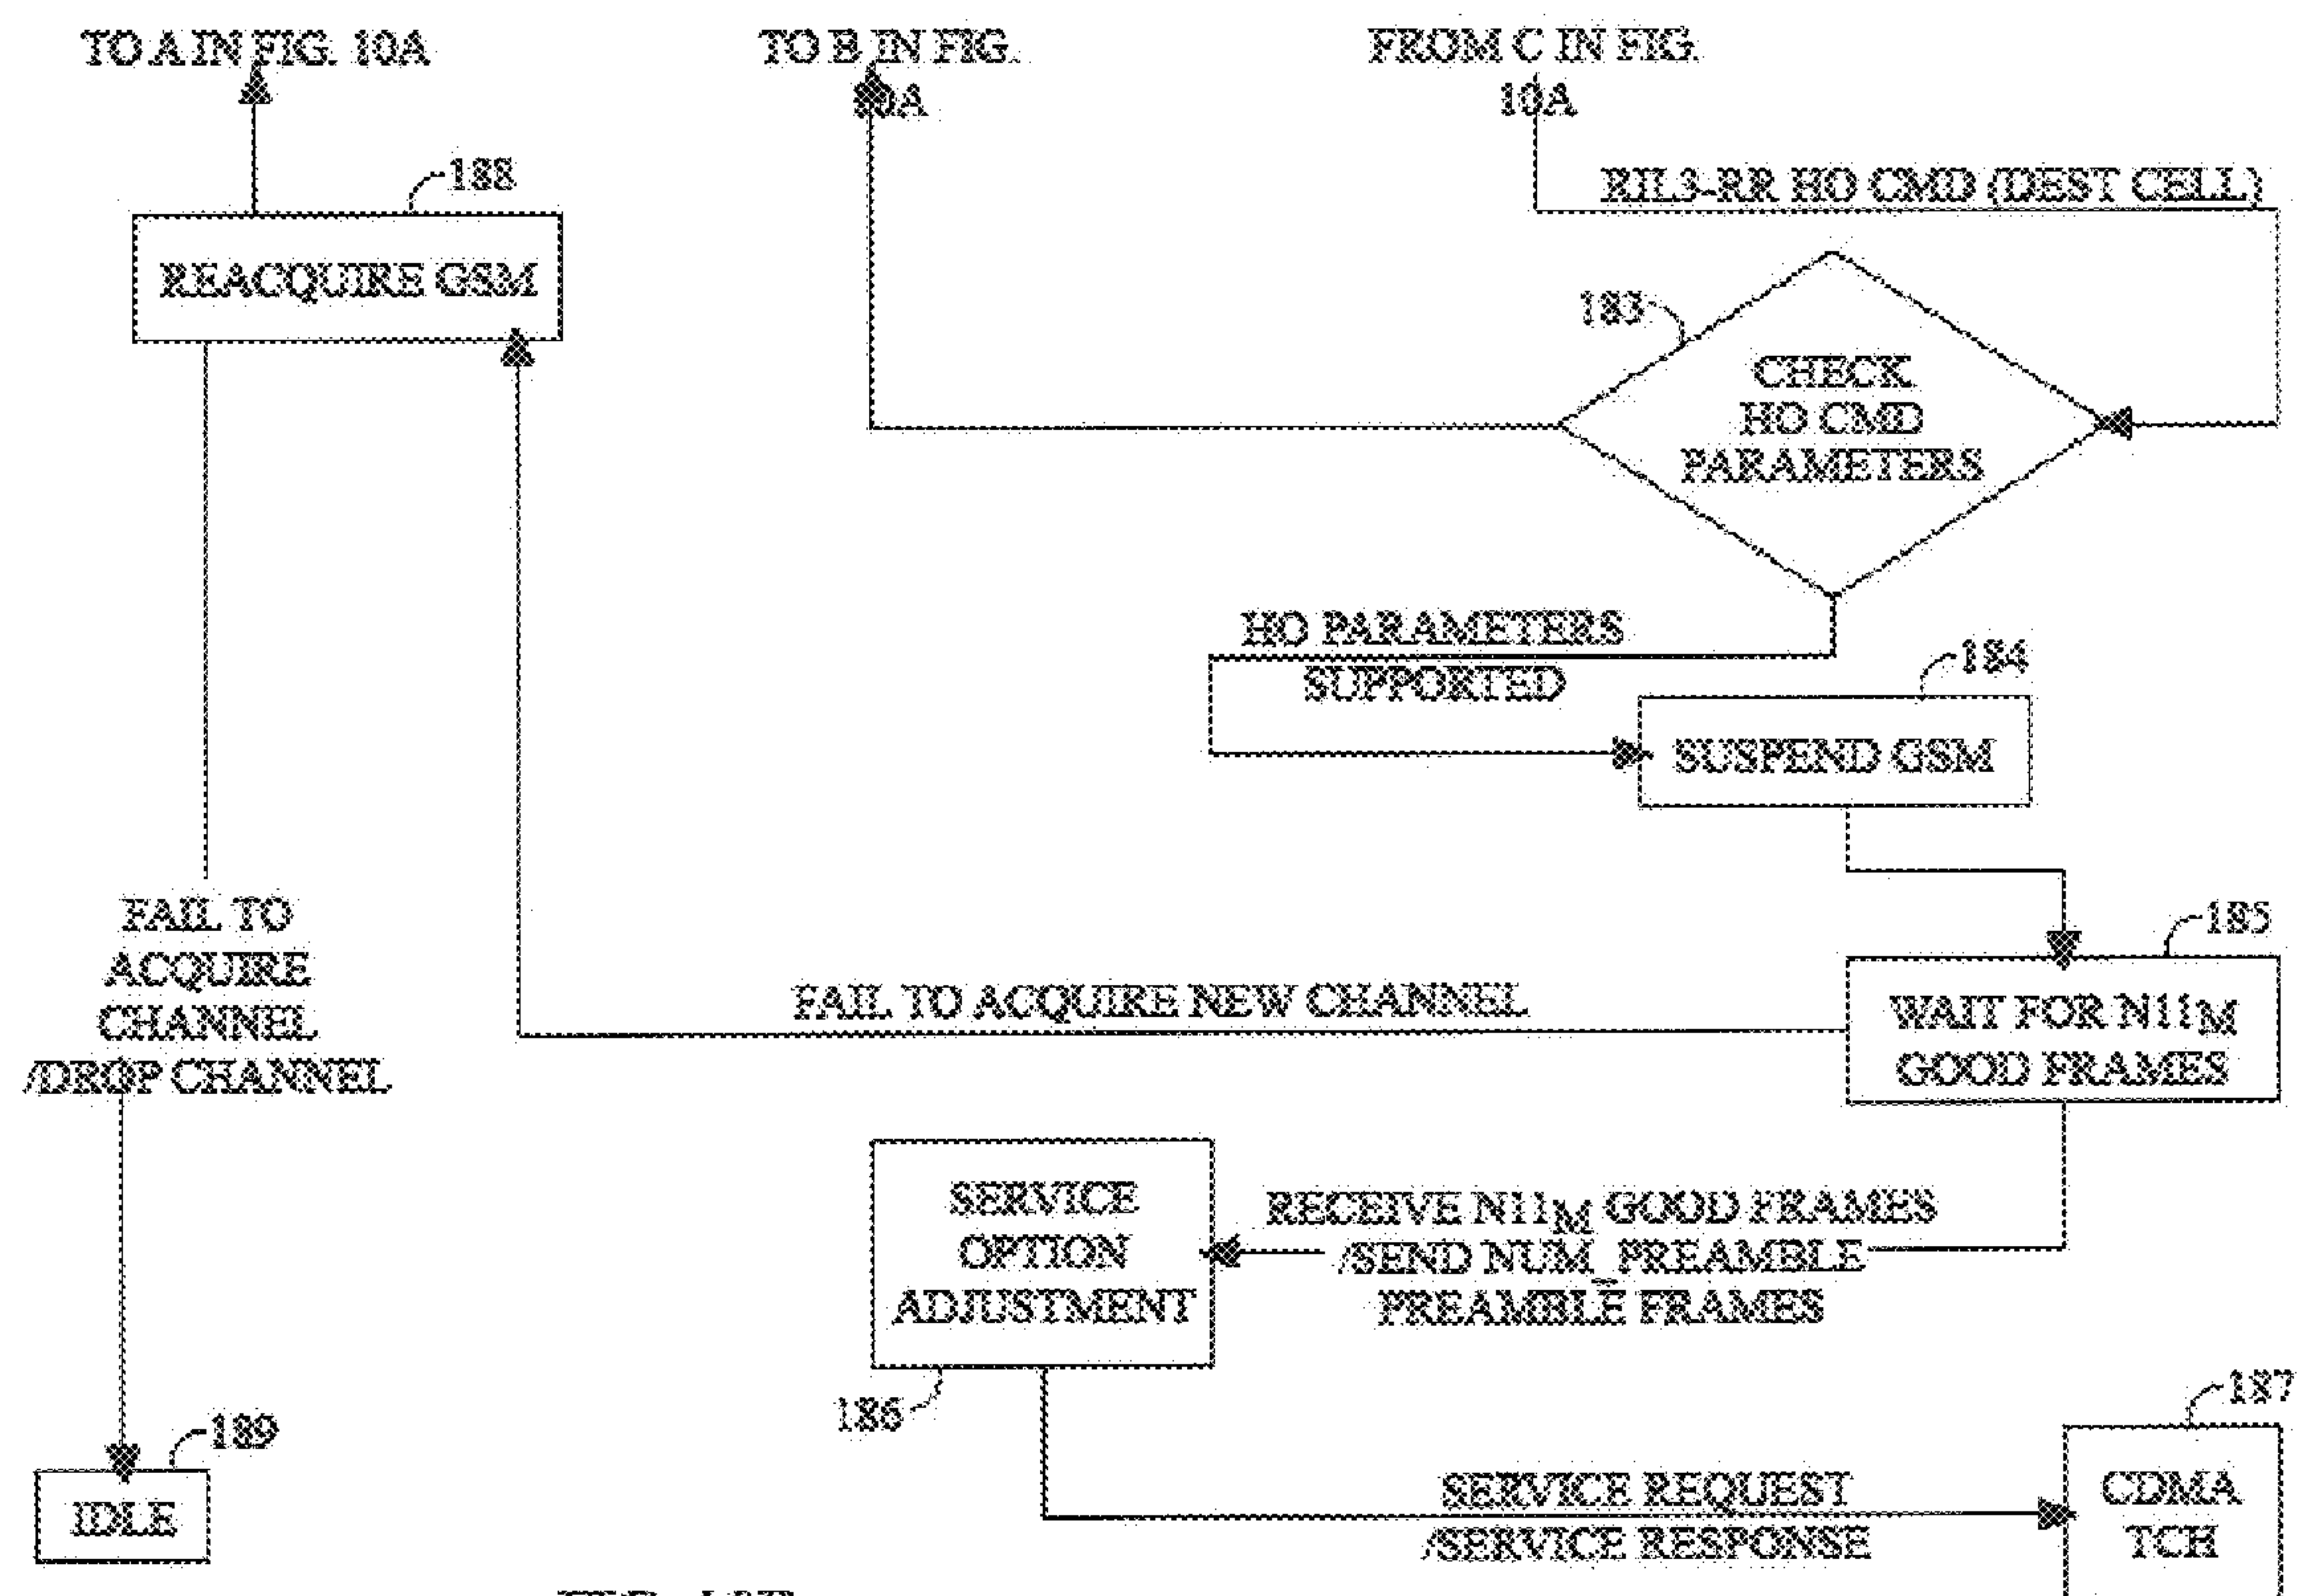 TO A IN FIG. 10A
TO B IN FIG.
10A
FROM C IN FIG.
10A
188
RIL3-RR HO CMD (DEST CELL)
REACQUIRE GSM
183
CHECK
HO CMD
PARAMETERS
HO PARAMETERS
SUPPORTED
184
SUSPEND GSM
FAIL TO
ACQUIRE
CHANNEL
/DROP CHANNEL
185
FAIL TO ACQUIRE NEW CHANNEL
WAIT FOR N11M
GOOD FRAMES
SERVICE
OPTION
ADJUSTMENT
RECEIVE N11M GOOD FRAMES
/SEND NUM_PREAMBLE
PREAMBLE FRAMES
186
187
189
IDLE
SERVICE REQUEST
/SERVICE RESPONSE
CDMA
TCH